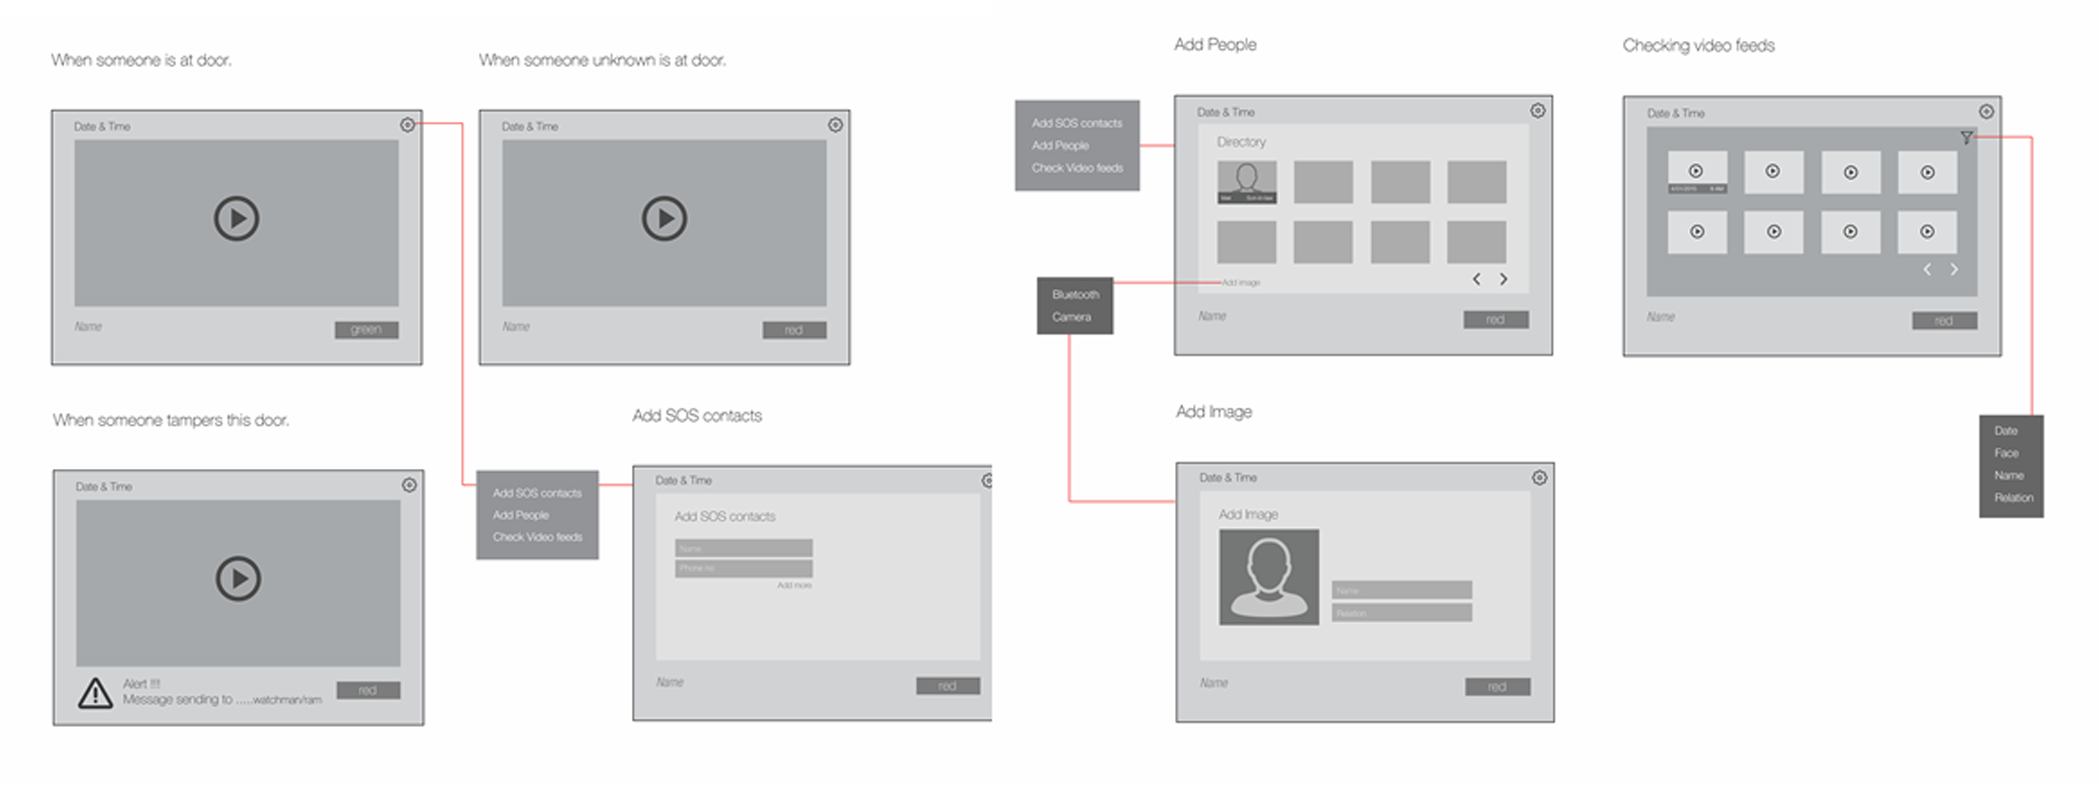 When someone is at door.
Date & Time
Name
green
When someone unknown is at door.
Date & Time
Name
red
When someone tampers this door.
Date & Time
Alert !!!
Message sending to .....watchman/ram
red
Add SOS contacts
Add People
Check Video feeds
Add SOS contacts
Date & Time
Add SOS contacts
Name
Phone no
Add more
Name
red
Add People
Add SOS contacts
Add People
Check Video feeds
Date & Time
Directory
Son-in-law
Add image
Name
red
Bluetooth
Camera
Add Image
Date & Time
Add Image
Name
Relation
Name
red
Checking video feeds
Date & Time
Name
red
Date
Face
Name
Relation